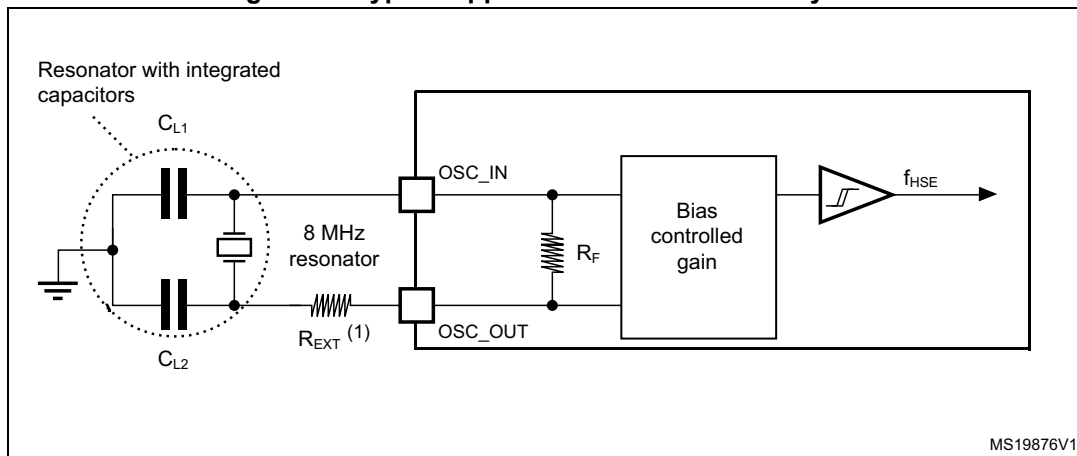 Resonator with integrated
capacitors
C_L1
OSC_IN
f_HSE
8 MHz
resonator
R_F
Bias
controlled
gain
R_EXT (1)
OSC_OUT
C_L2
MS19876V1